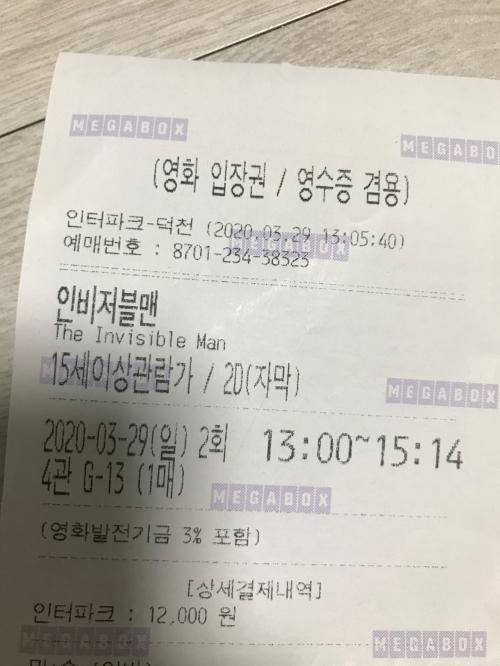 MEGABOX
MEGABO
(영화 입장권 / 영수증 겸용)
인터파크-덕천 (2020.03.29 13:05:40)
MEGABOX
예매번호 : 8701-234-38323
인비저블맨
The Invisible Man
15세이상관람가 / 2D(자막)
MEGABOX
2020-03-29(일) 2회 13:00~15:14
4관 G-13 (1매)
MEGABOX
(영화발전기금 3% 포함)
[상세결제내역]
인터파크 : 12,000 원
MEGABOX
MEGABOX